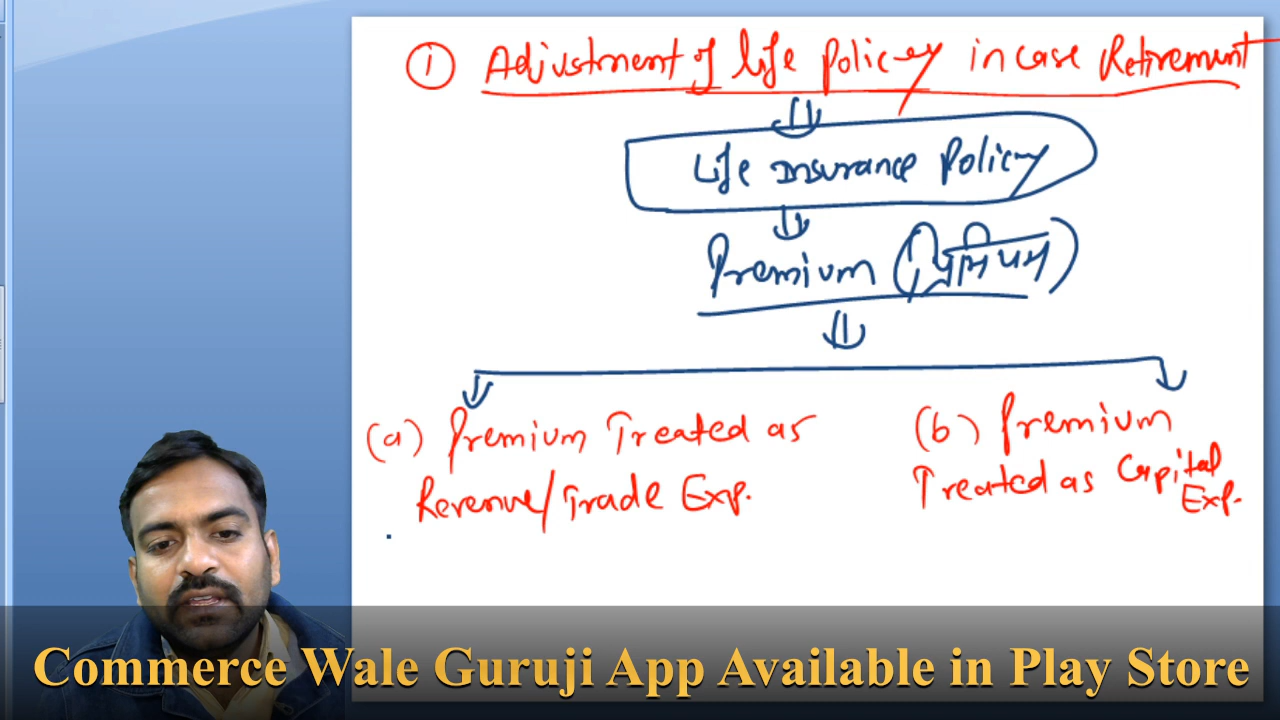 ① Adjustment of life policy in case Retirement
Life Insurance Policy
Premium (प्रिमियम)
(a) Premium Treated as
Revenue/Trade Exp.
(b) Premium
Treated as Capital
Exp.
Commerce Wale Guruji App Available in Play Store